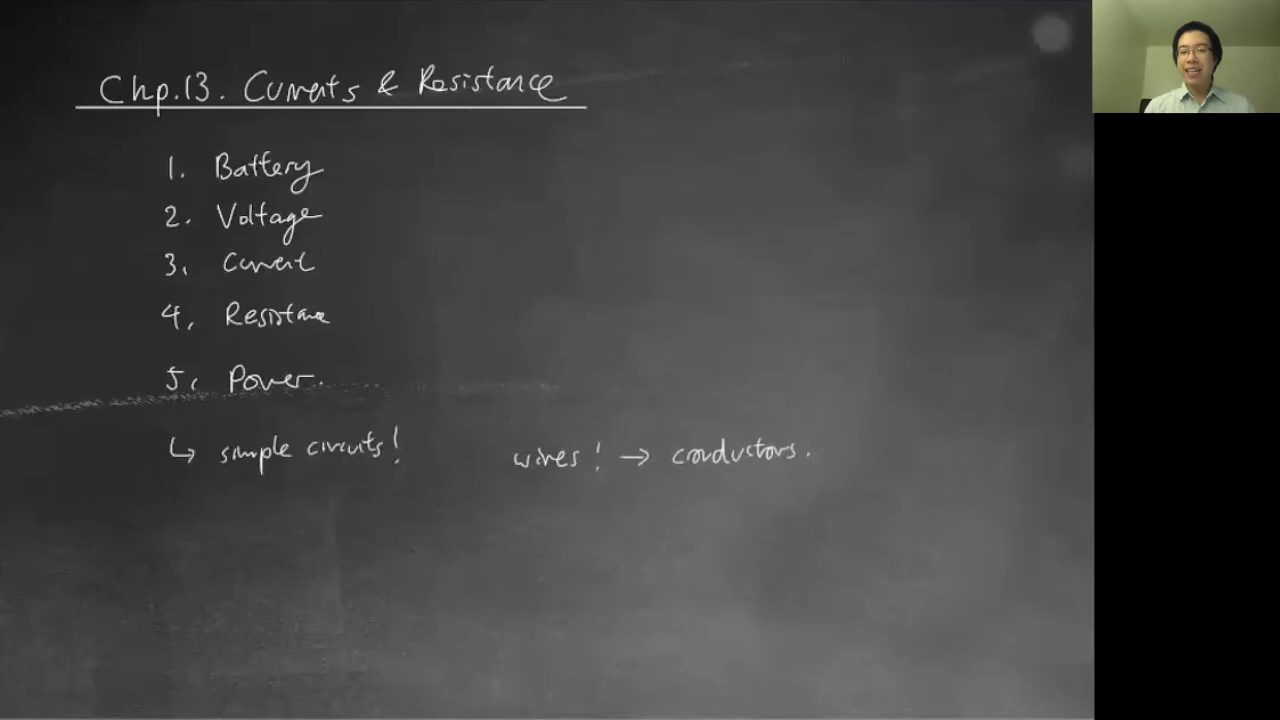 Chp.13. Currents & Resistance
1. Battery
2. Voltage
3. Current
4. Resistance
5. Power.
↳ simple circuits! wires! → conductors.